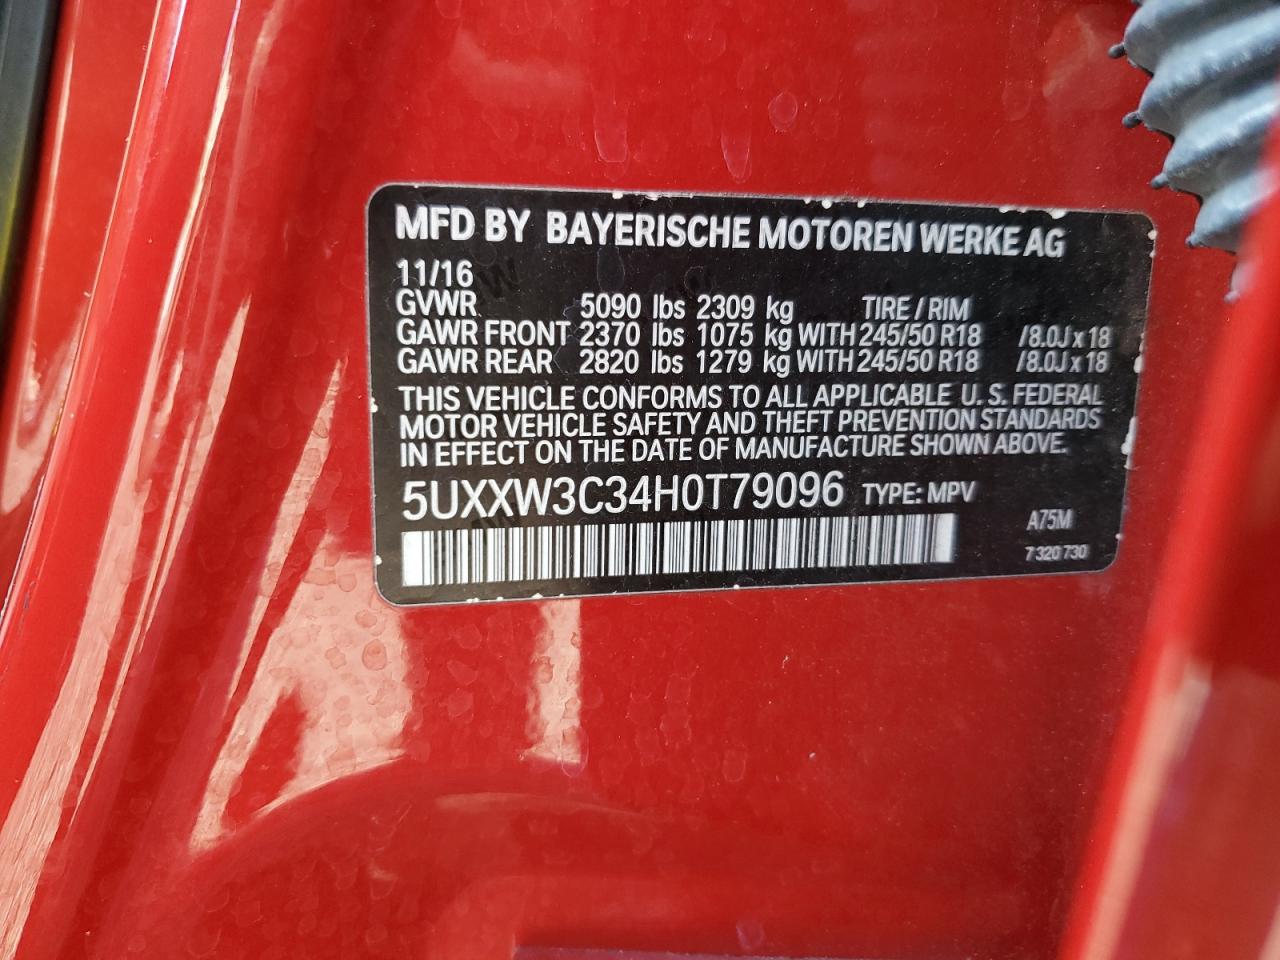 MFD BY BAYERISCHE MOTOREN WERKE AG
11/16
GVWR 5090 lbs 2309 kg TIRE / RIM
GAWR FRONT 2370 lbs 1075 kg WITH 245/50 R18 /8.0J x 18
GAWR REAR 2820 lbs 1279 kg WITH 245/50 R18 /8.0J x 18
THIS VEHICLE CONFORMS TO ALL APPLICABLE U. S. FEDERAL
MOTOR VEHICLE SAFETY AND THEFT PREVENTION STANDARDS
IN EFFECT ON THE DATE OF MANUFACTURE SHOWN ABOVE.
5UXXW3C34H0T79096 TYPE: MPV
A75M
7 320 730